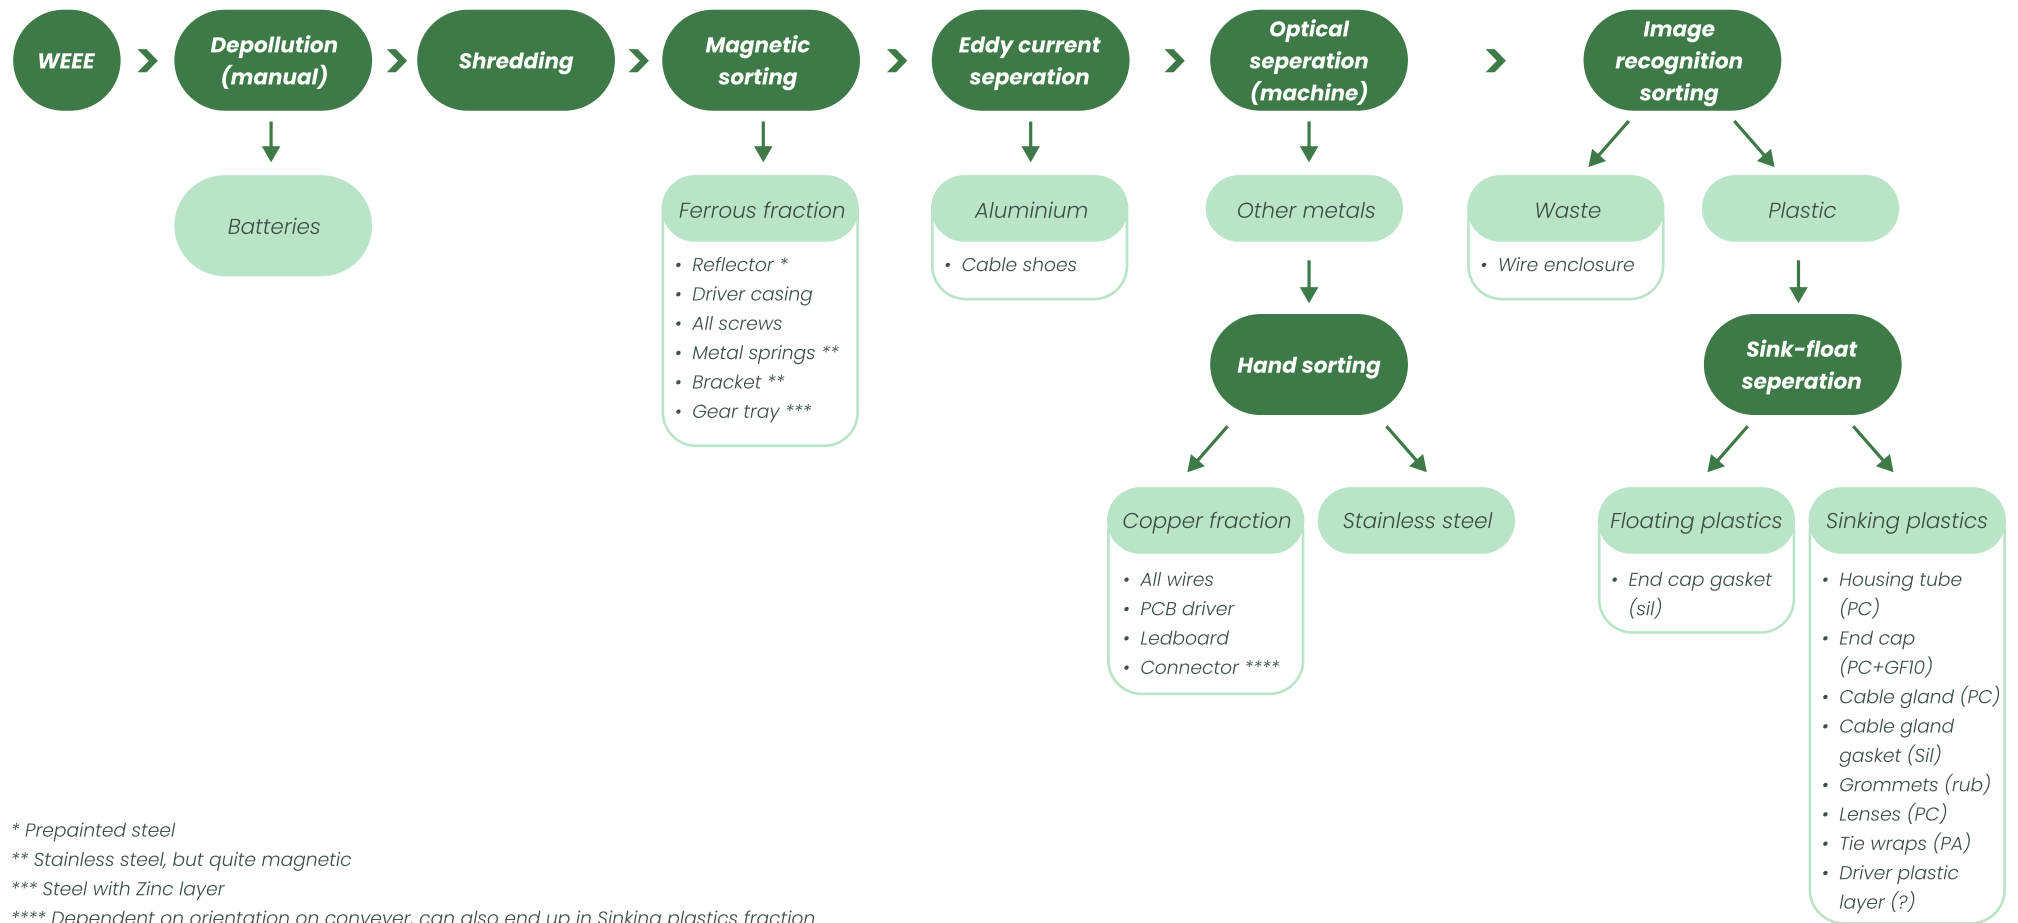 WEEE
Depollution
(manual)
Shredding
Magnetic
sorting
Eddy current
seperation
Optical
seperation
(machine)
Image
recognition
sorting
Batteries
Ferrous fraction
• Reflector *
• Driver casing
• All screws
• Metal springs **
• Bracket **
• Gear tray ***
Aluminium
• Cable shoes
Other metals
Waste
• Wire enclosure
Plastic
Hand sorting
Sink-float
seperation
Copper fraction
• All wires
• PCB driver
• Ledboard
• Connector ****
Stainless steel
Floating plastics
• End cap gasket
(sil)
Sinking plastics
• Housing tube
(PC)
• End cap
(PC+GF10)
• Cable gland (PC)
• Cable gland
gasket (Sil)
• Grommets (rub)
• Lenses (PC)
• Tie wraps (PA)
• Driver plastic
layer (?)
* Prepainted steel
** Stainless steel, but quite magnetic
*** Steel with Zinc layer
**** Dependent on orientation on conveyer, can also end up in Sinking plastics fraction